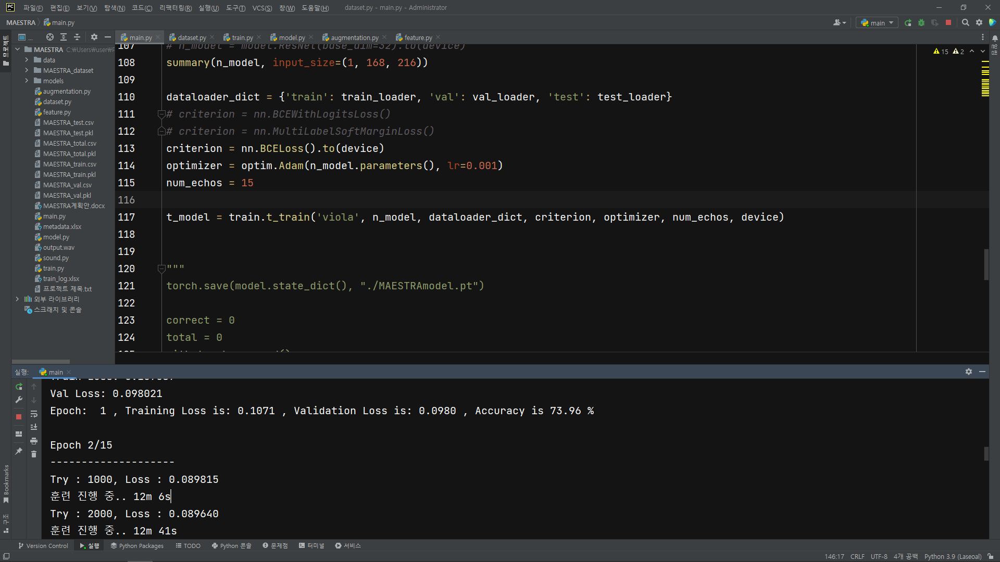 PC 파일(F) 편집(E) 보기(V) 탐색(N) 코드(C) 리팩터링(R) 실행(U) 도구(T) VCS(S) 창(W) 도움말(H) dataset.py - main.py - Administrator
MAESTRA main.py
main
프로젝트
...
main.py dataset.py train.py model.py augmentation.py feature.py
알림
MAESTRA C:₩Users₩user₩P
data
MAESTRA_dataset
models
augmentation.py
dataset.py
feature.py
MAESTRA_test.csv
MAESTRA_test.pkl
MAESTRA_total.csv
MAESTRA_total.pkl
MAESTRA_train.csv
MAESTRA_train.pkl
MAESTRA_val.csv
MAESTRA_val.pkl
MAESTRA계획안.docx
main.py
metadata.xlsx
model.py
output.wav
sound.py
train.py
train_log.xlsx
프로젝트 제목.txt
외부 라이브러리
스크래치 및 콘솔
15 2
107 # n_model = model.ResNet(base_dim=32).to(device)
108 summary(n_model, input_size=(1, 168, 216))
109
110 dataloader_dict = {'train': train_loader, 'val': val_loader, 'test': test_loader}
111 # criterion = nn.BCEWithLogitsLoss()
112 # criterion = nn.MultiLabelSoftMarginLoss()
113 criterion = nn.BCELoss().to(device)
114 optimizer = optim.Adam(n_model.parameters(), lr=0.001)
115 num_echos = 15
116
117 t_model = train.t_train('viola', n_model, dataloader_dict, criterion, optimizer, num_echos, device)
118
119
120 """
121 torch.save(model.state_dict(), "./MAESTRAmodel.pt")
122
123 correct = 0
124 total = 0
실행: main
Val Loss: 0.098021
Epoch: 1 , Training Loss is: 0.1071 , Validation Loss is: 0.0980 , Accuracy is 73.96 %
Epoch 2/15
--------------------
Try : 1000, Loss : 0.089815
훈련 진행 중.. 12m 6s
Try : 2000, Loss : 0.089640
훈련 진행 중.. 12m 41s
Bookmarks
구조
Version Control 실행 Python Packages TODO Python 콘솔 문제점 터미널 서비스
146:17 CRLF UTF-8 4개 공백 Python 3.9 (Laseoal)